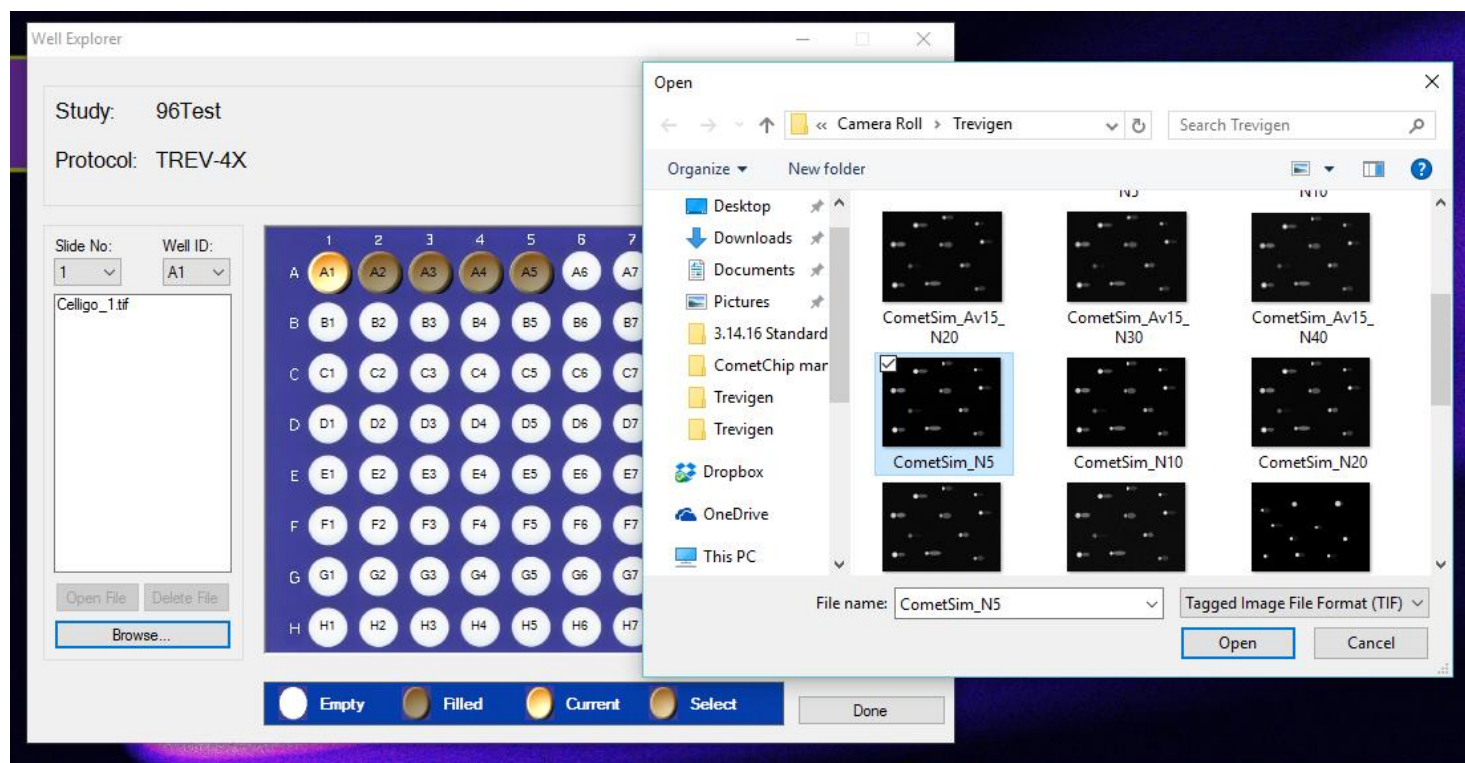 Well Explorer
Study: 96Test
Protocol: TREV-4X
Slide No: Well ID:
1 A1
Celligo_1.tif
Open File Delete File
Browse...
1 2 3 4 5 6 7
A A1 A2 A3 A4 A5 A6 A7
B B1 B2 B3 B4 B5 B6 B7
C C1 C2 C3 C4 C5 C6 C7
D D1 D2 D3 D4 D5 D6 D7
E E1 E2 E3 E4 E5 E6 E7
F F1 F2 F3 F4 F5 F6 F7
G G1 G2 G3 G4 G5 G6 G7
H H1 H2 H3 H4 H5 H6 H7
Empty Filled Current Select
Done
Open
« Camera Roll > Trevigen
Search Trevigen
Organize New folder
Desktop
Downloads
Documents
Pictures
3.14.16 Standard
CometChip mar
Trevigen
Trevigen
Dropbox
OneDrive
This PC
N5 N10
CometSim_Av15_
N20
CometSim_Av15_
N30
CometSim_Av15_
N40
CometSim_N5 CometSim_N10 CometSim_N20
File name: CometSim_N5 Tagged Image File Format (TIF)
Open Cancel